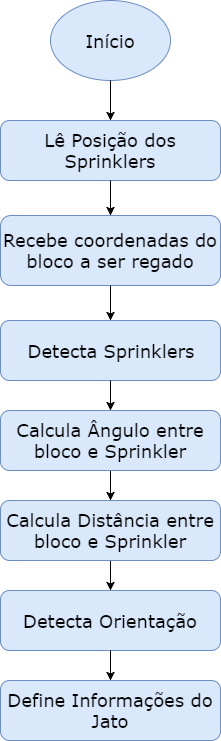 Início
Lê Posição dos
Sprinklers
Recebe coordenadas do
bloco a ser regado
Detecta Sprinklers
Calcula Ângulo entre
bloco e Sprinkler
Calcula Distância entre
bloco e Sprinkler
Detecta Orientação
Define Informações do
Jato